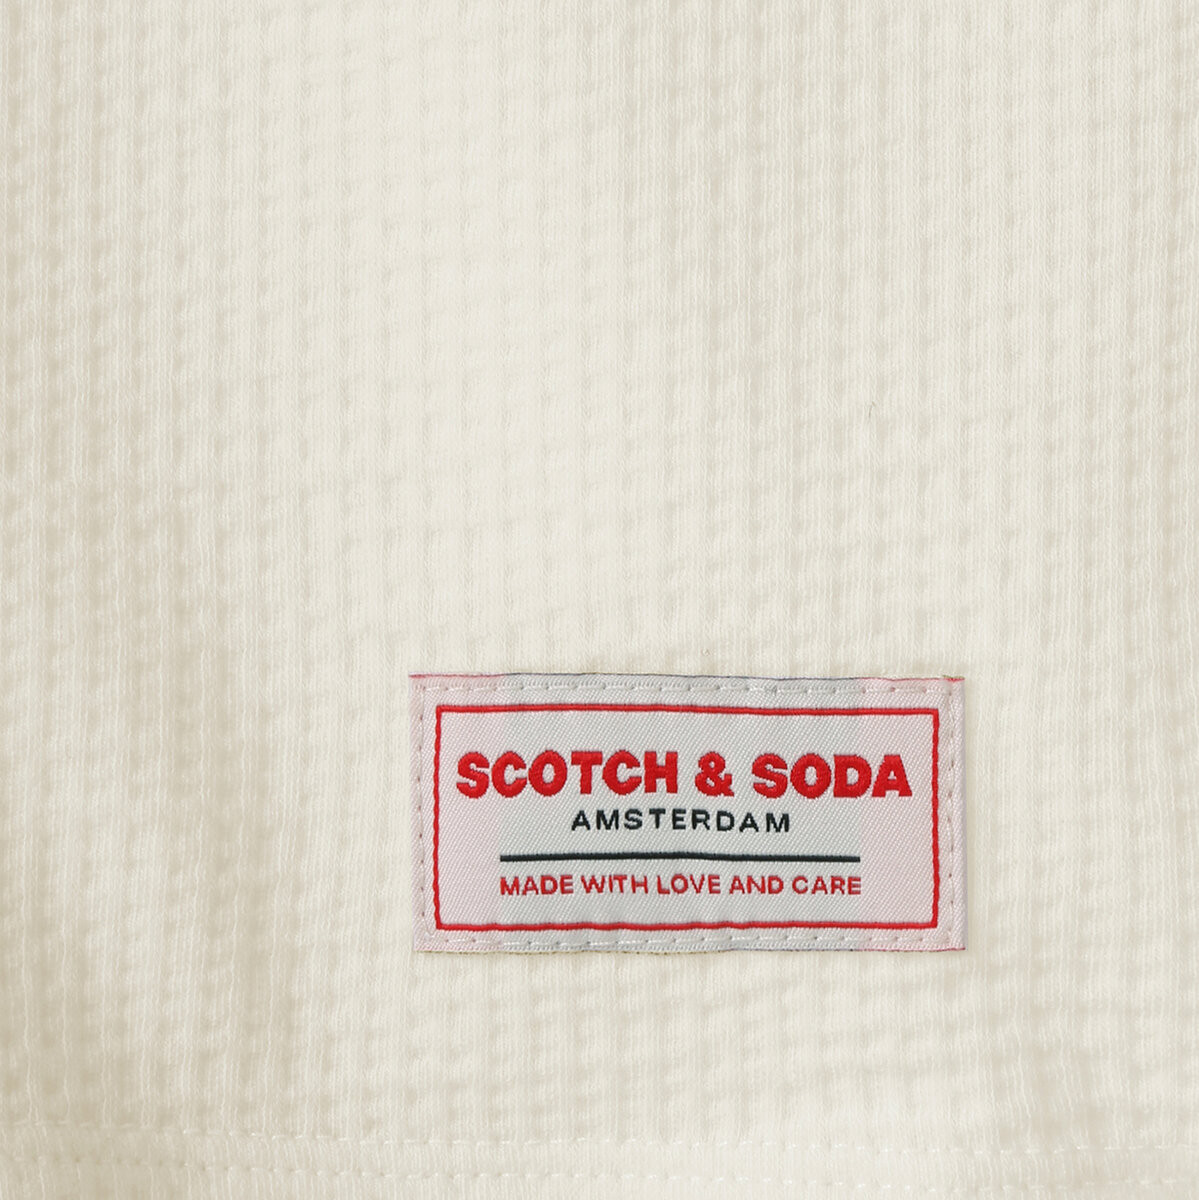 SCOTCH & SODA
AMSTERDAM
MADE WITH LOVE AND CARE